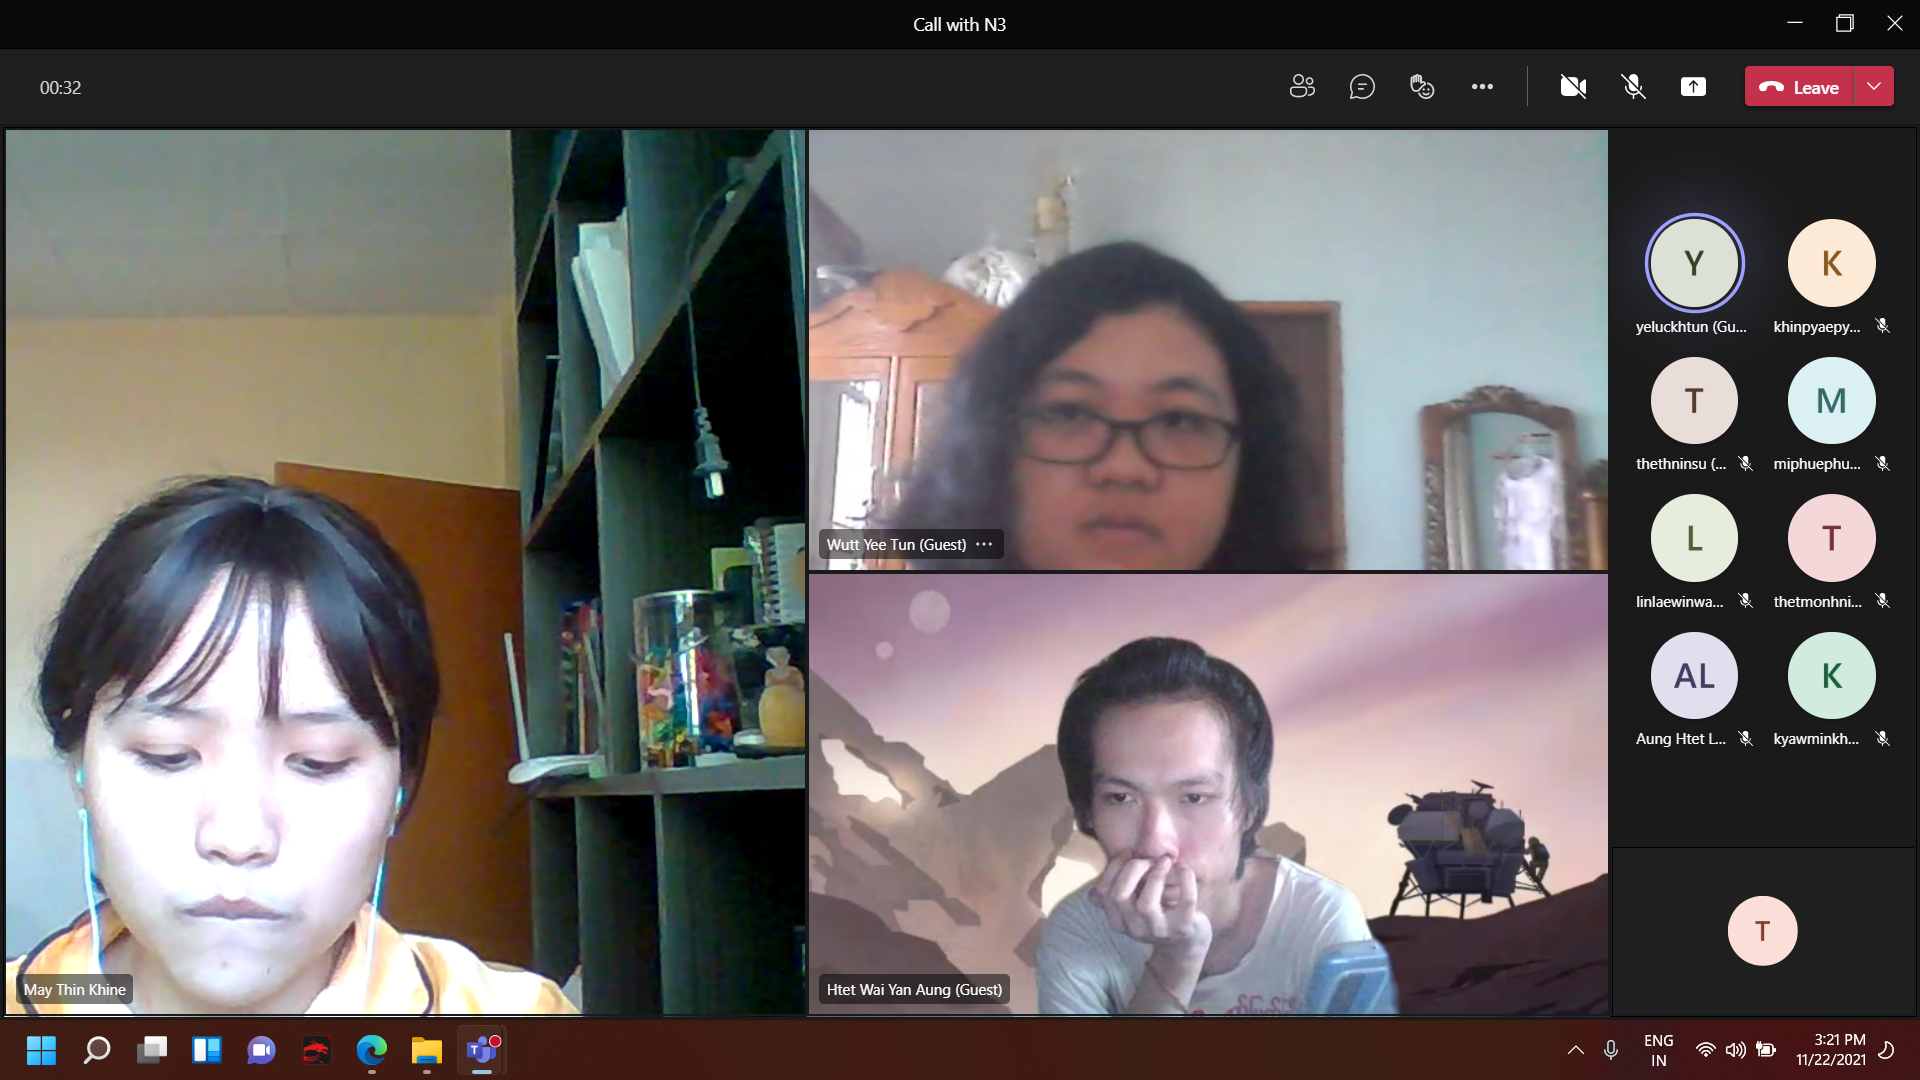 Call with N3
00:32
Leave
Wutt Yee Tun (Guest) ···
May Thin Khine
Htet Wai Yan Aung (Guest)
Y
K
yeluckhtun (Gu...
khinpyaepy...
T
M
thethninsu (...
miphuephu...
L
T
linlaewinwa...
thetmonhni...
AL
K
Aung Htet L...
kyawminkh...
T
ENG
IN
3:21 PM
11/22/2021